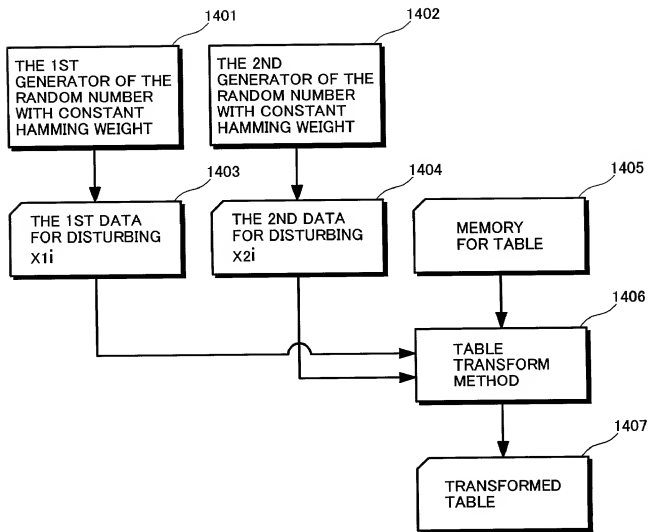 1401
THE 1ST
GENERATOR OF THE
RANDOM NUMBER
WITH CONSTANT
HAMMING WEIGHT
1402
THE 2ND
GENERATOR OF THE
RANDOM NUMBER
WITH CONSTANT
HAMMING WEIGHT
1403
THE 1ST DATA
FOR DISTURBING
X1i
1404
THE 2ND DATA
FOR DISTURBING
X2i
1405
MEMORY
FOR TABLE
1406
TABLE
TRANSFORM
METHOD
1407
TRANSFORMED
TABLE